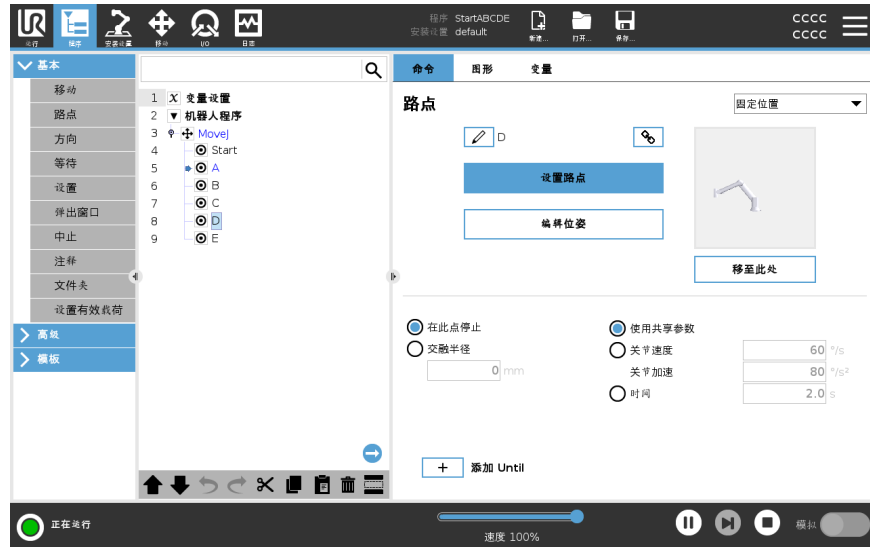 UR
运行 程序 安装设置 移动 I/O 日志
程序 StartABCDE
安装设置 default
新建... 打开... 保存...
CCCC
CCCC
基本
移动
路点
方向
等待
设置
弹出窗口
中止
注释
文件夹
设置有效载荷
高级
模板
1 X 变量设置
2 ▼ 机器人程序
3 MoveJ
4 Start
5 A
6 B
7 C
8 D
9 E
命令 图形 变量
路点
固定位置
D
设置路点
编辑位姿
移至此处
在此点停止
交融半径
0 mm
使用共享参数
关节速度 60 °/s
关节加速 80 °/s²
时间 2.0 s
+ 添加 Until
正在运行
速度 100%
模拟